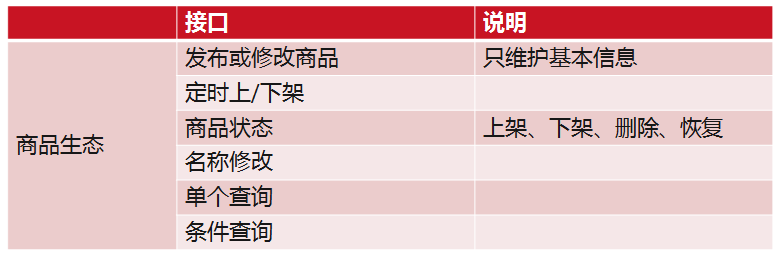 接口 说明
发布或修改商品 只维护基本信息
定时上/下架
商品生态 商品状态 上架、下架、删除、恢复
名称修改
单个查询
条件查询